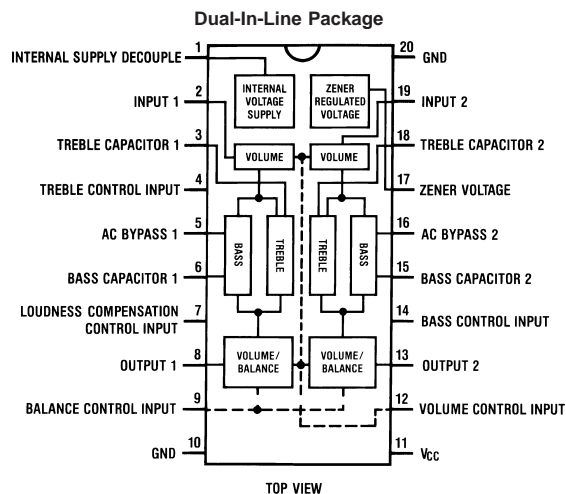 Dual-In-Line Package
INTERNAL SUPPLY DECOUPLE 1
INPUT 1 2
TREBLE CAPACITOR 1 3
TREBLE CONTROL INPUT 4
AC BYPASS 1 5
BASS CAPACITOR 1 6
LOUDNESS COMPENSATION
CONTROL INPUT 7
OUTPUT 1 8
BALANCE CONTROL INPUT 9
GND 10
INTERNAL
VOLTAGE
SUPPLY
ZENER
REGULATED
VOLTAGE
VOLUME
VOLUME
BASS
TREBLE
TREBLE
BASS
VOLUME/
BALANCE
VOLUME/
BALANCE
20 GND
19 INPUT 2
18 TREBLE CAPACITOR 2
17 ZENER VOLTAGE
16 AC BYPASS 2
15 BASS CAPACITOR 2
14 BASS CONTROL INPUT
13 OUTPUT 2
12 VOLUME CONTROL INPUT
11 VCC
TOP VIEW